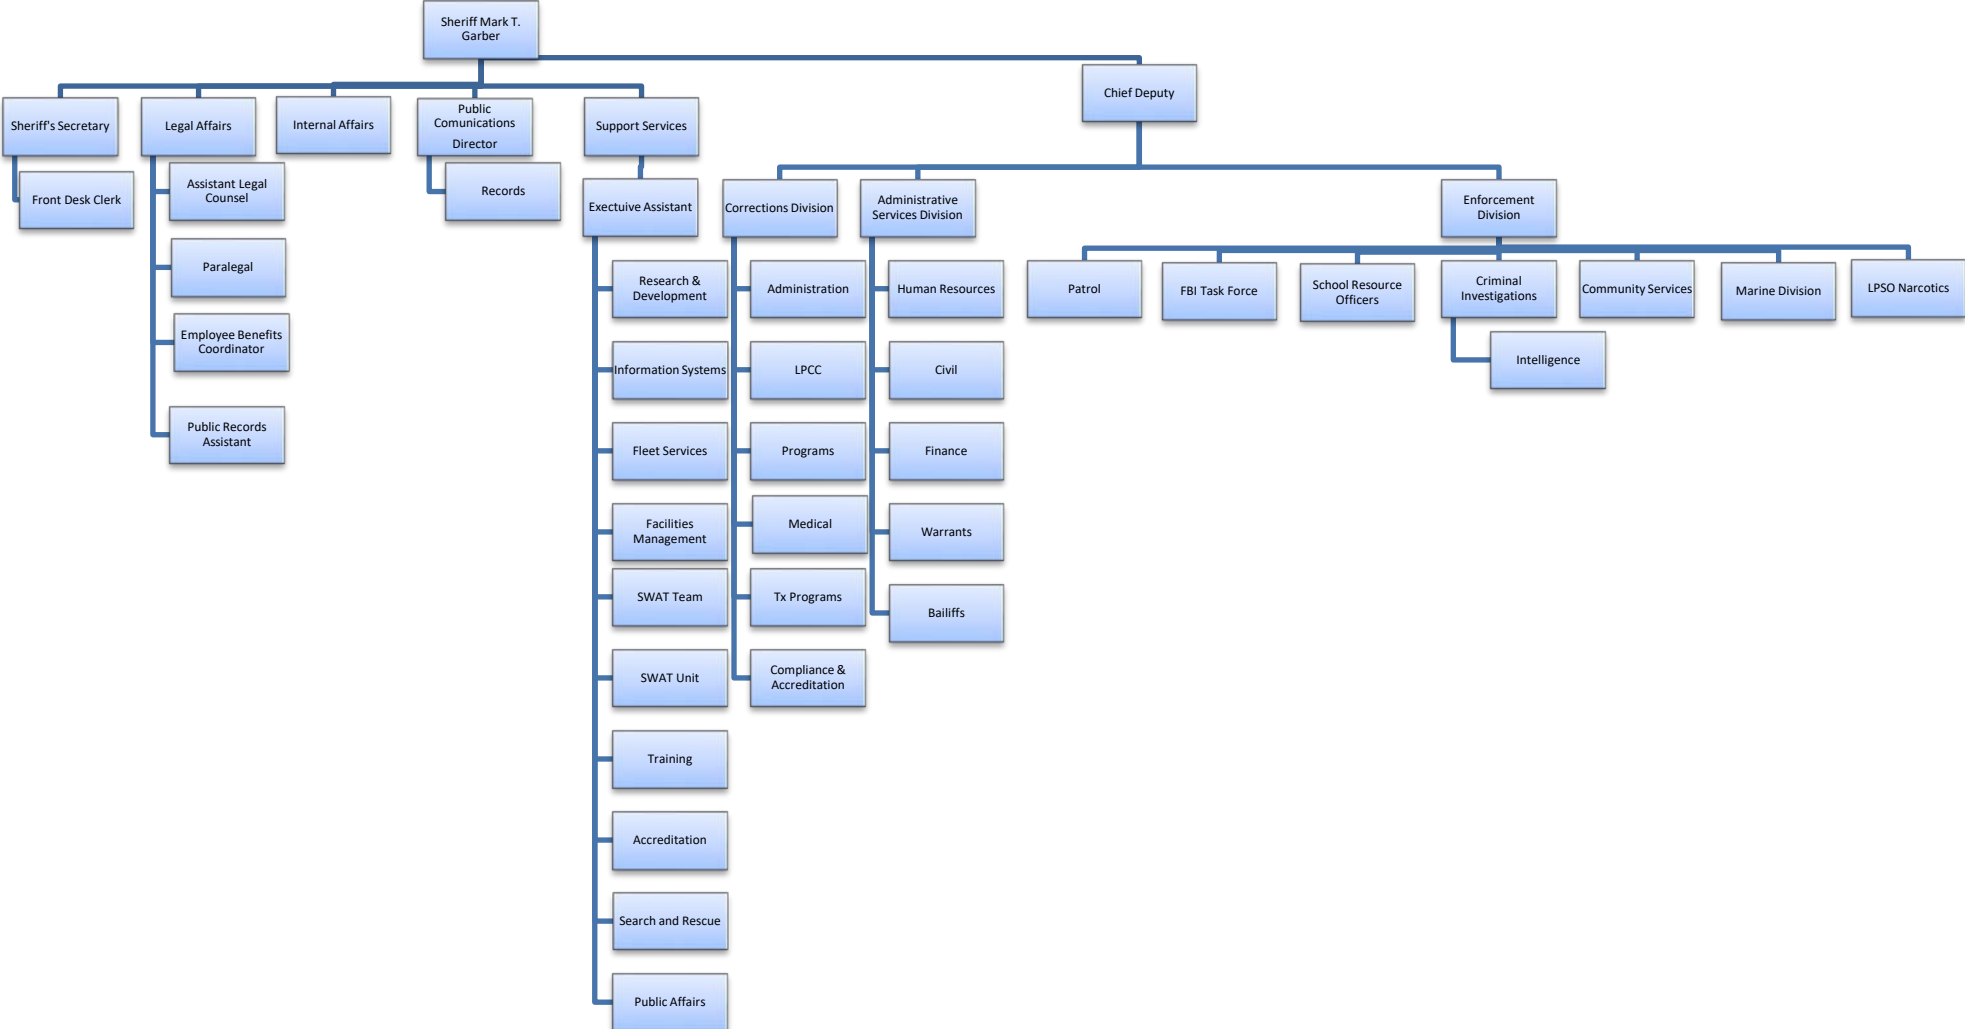 Sheriff Mark T.
Garber
Chief Deputy
Sheriff's Secretary
Legal Affairs
Internal Affairs
Public
Comunications
Director
Support Services
Front Desk Clerk
Assistant Legal
Counsel
Paralegal
Employee Benefits
Coordinator
Public Records
Assistant
Records
Exectuive Assistant
Research &
Development
Information Systems
Fleet Services
Facilities
Management
SWAT Team
SWAT Unit
Training
Accreditation
Search and Rescue
Public Affairs
Corrections Division
Administration
LPCC
Programs
Medical
Tx Programs
Compliance &
Accreditation
Administrative
Services Division
Human Resources
Civil
Finance
Warrants
Bailiffs
Enforcement
Division
Patrol
FBI Task Force
School Resource
Officers
Criminal
Investigations
Intelligence
Community Services
Marine Division
LPSO Narcotics